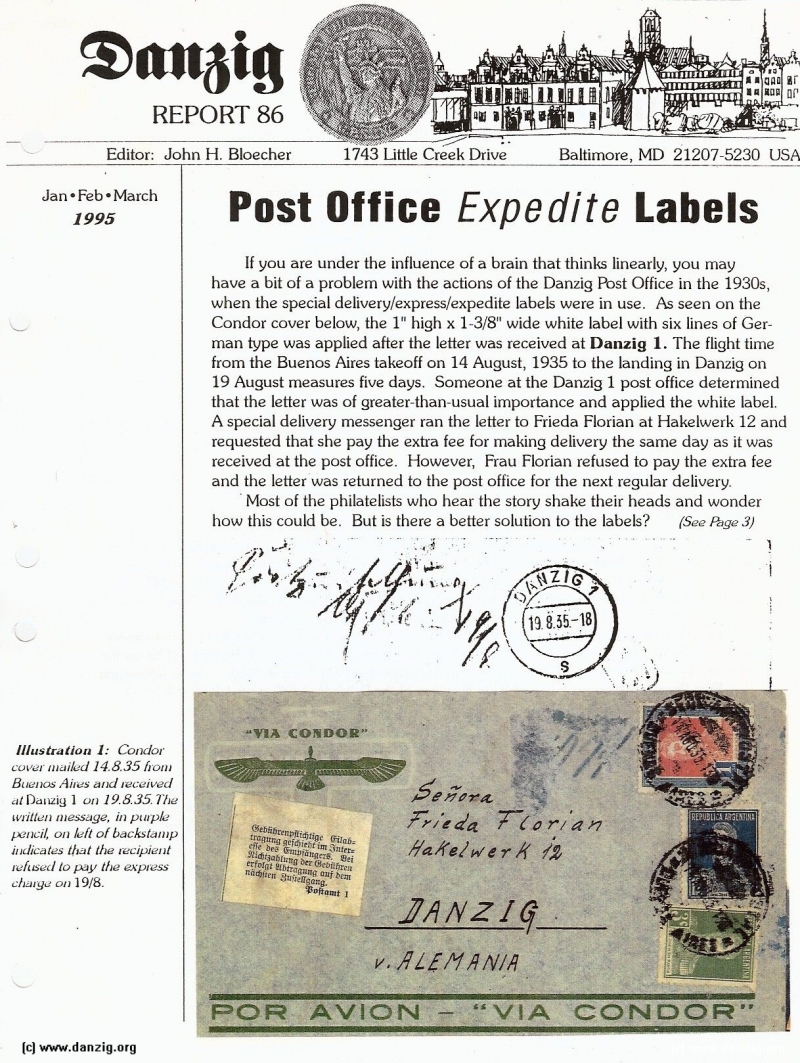 Danzig
REPORT 86
Editor: John H. Bloecher 1743 Little Creek Drive Baltimore, MD 21207-5230 USA
Jan•Feb•March
1995
Post Office Expedite Labels
If you are under the influence of a brain that thinks linearly, you may
have a bit of a problem with the actions of the Danzig Post Office in the 1930s,
when the special delivery/express/expedite labels were in use. As seen on the
Condor cover below, the 1" high x 1-3/8" wide white label with six lines of Ger-
man type was applied after the letter was received at Danzig 1. The flight time
from the Buenos Aires takeoff on 14 August, 1935 to the landing in Danzig on
19 August measures five days. Someone at the Danzig 1 post office determined
that the letter was of greater-than-usual importance and applied the white label.
A special delivery messenger ran the letter to Frieda Florian at Hakelwerk 12 and
requested that she pay the extra fee for making delivery the same day as it was
received at the post office. However, Frau Florian refused to pay the extra fee
and the letter was returned to the post office for the next regular delivery.
Most of the philatelists who hear the story shake their heads and wonder
how this could be. But is there a better solution to the labels? (See Page 3)
19/8
DANZIG 1
19.8.35.-18
s
Illustration 1: Condor
cover mailed 14.8.35 from
Buenos Aires and received
at Danzig 1 on 19.8.35. The
written message, in purple
pencil, on left of backstamp
indicates that the recipient
refused to pay the express
charge on 19/8.
"VIA CONDOR"
Gebührenpflichtige Eilab-
tragung geschieht im Inter-
esse des Empfängers. Bei
Nichtzahlung der Gebühren
erfolgt Abtragung auf dem
nächsten Zustellgang.
Postamt 1
Señora
Frieda Florian
Hakelwerk 12
DANZIG
v. ALEMANIA
REPUBLICA ARGENTINA
AIRES
POR AVION – "VIA CONDOR"
(c) www.danzig.org